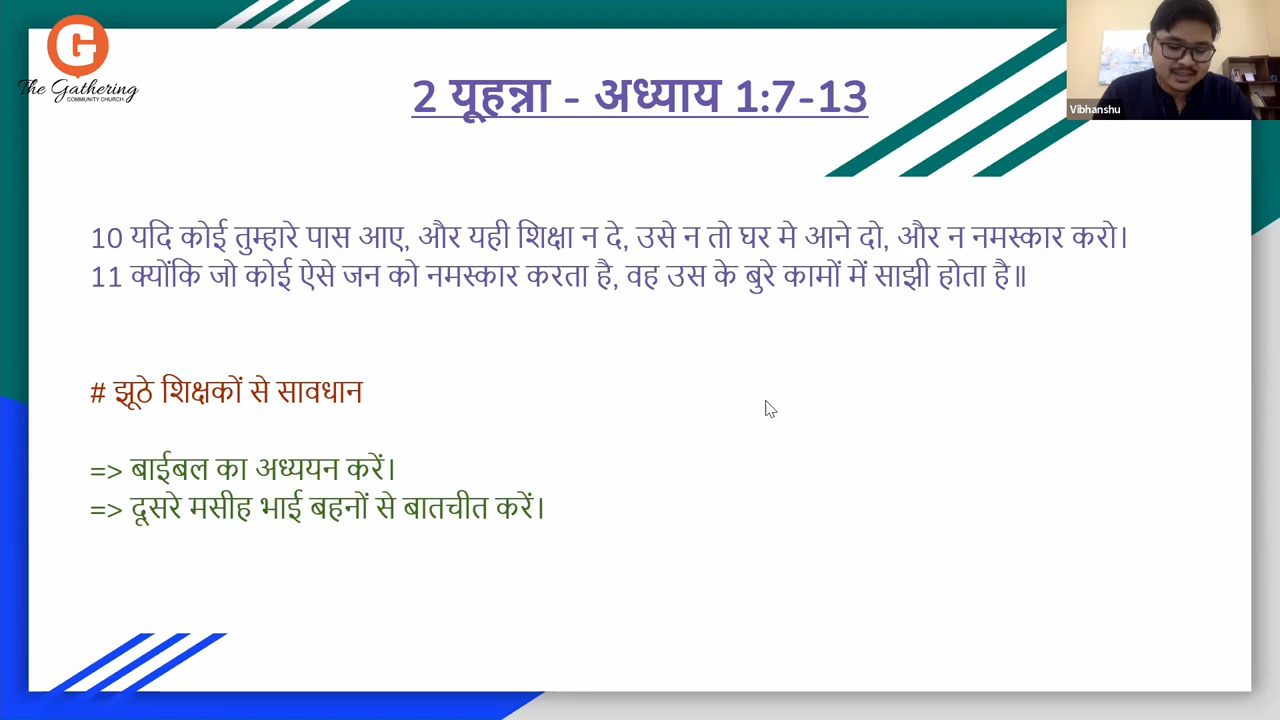 G
The Gathering
COMMUNITY CHURCH
2 यूहन्ना - अध्याय 1:7-13
Vibhanshu
10 यदि कोई तुम्हारे पास आए, और यही शिक्षा न दे, उसे न तो घर मे आने दो, और न नमस्कार करो।
11 क्योंकि जो कोई ऐसे जन को नमस्कार करता है, वह उस के बुरे कामों में साझी होता है॥
# झूठे शिक्षकों से सावधान
=> बाईबल का अध्ययन करें।
=> दूसरे मसीह भाई बहनों से बातचीत करें।